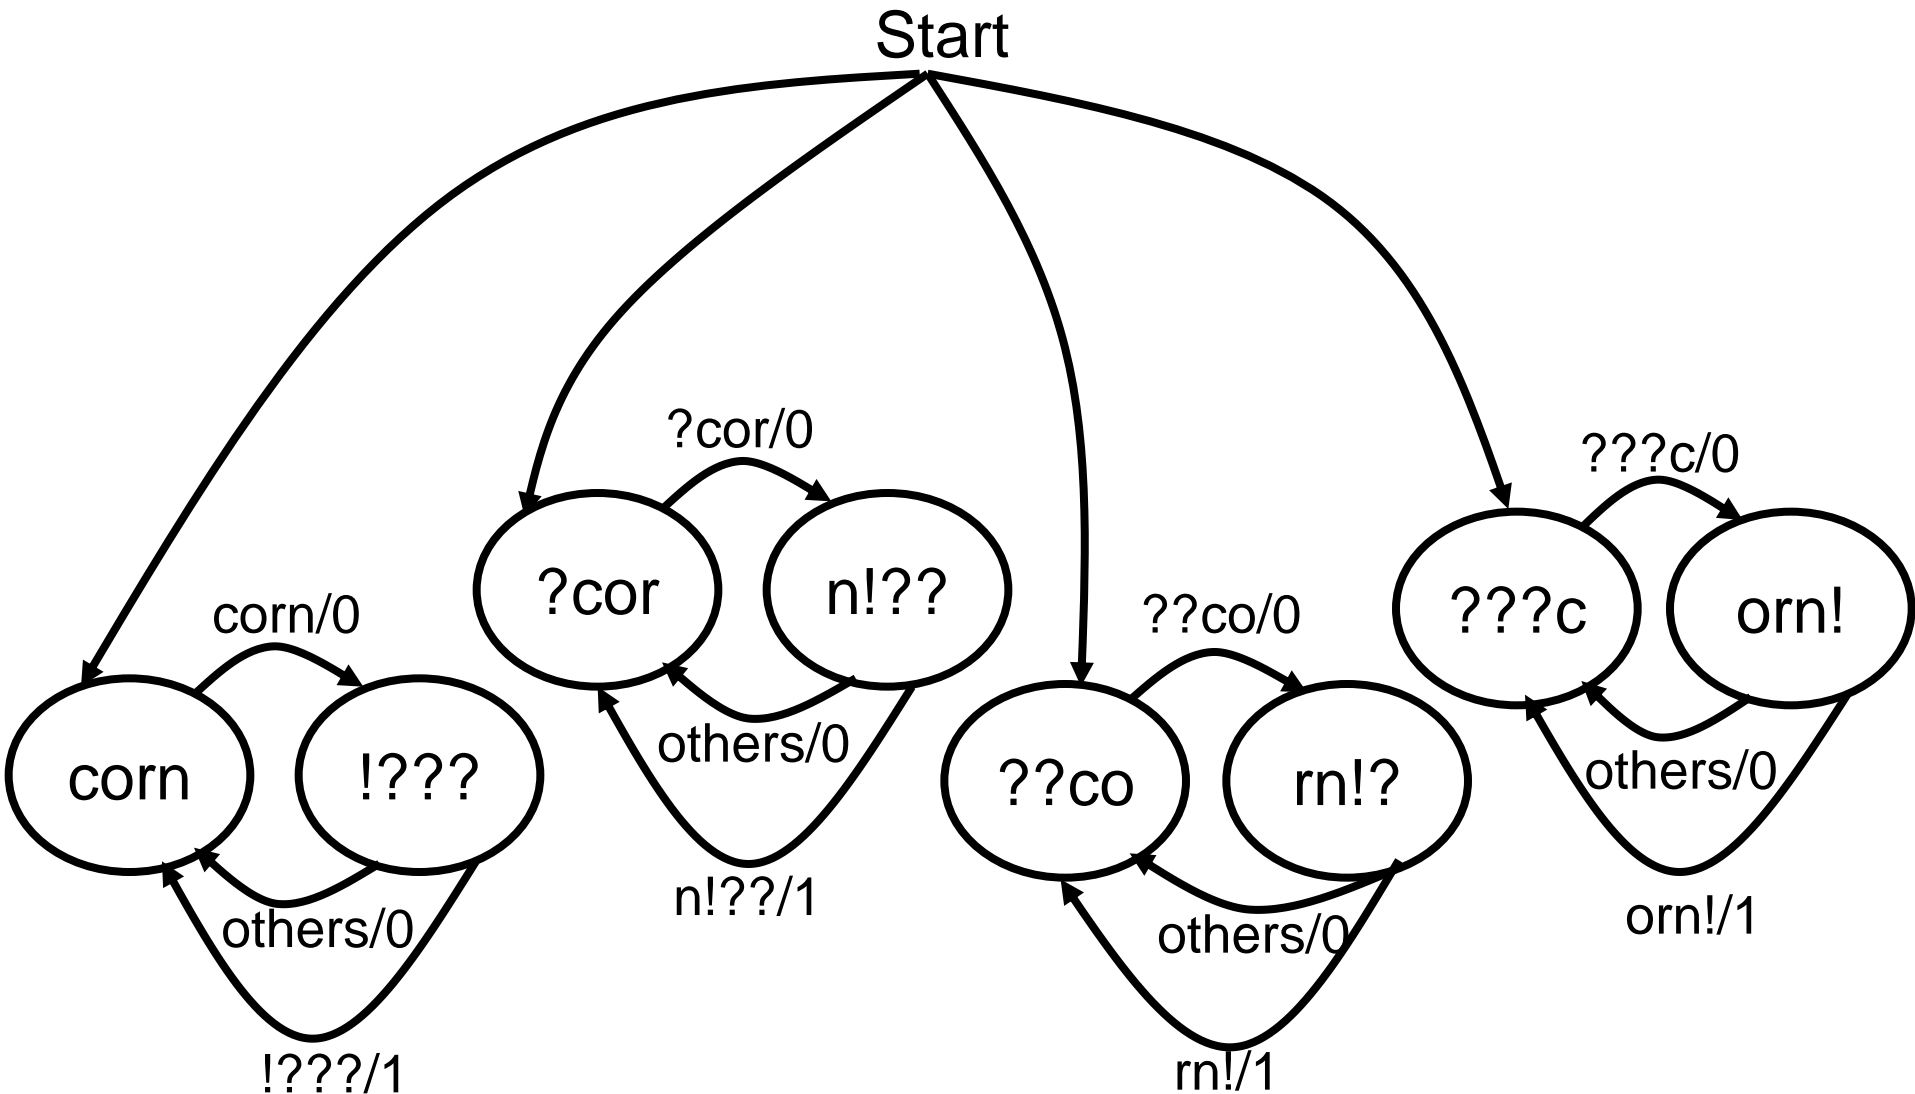 Start
?cor/0
???c/0
?cor
n!??
???c
orn!
corn/0
??co/0
others/0
others/0
corn
!???
??co
rn!?
n!??/1
orn!/1
others/0
others/0
!???/1
rn!/1